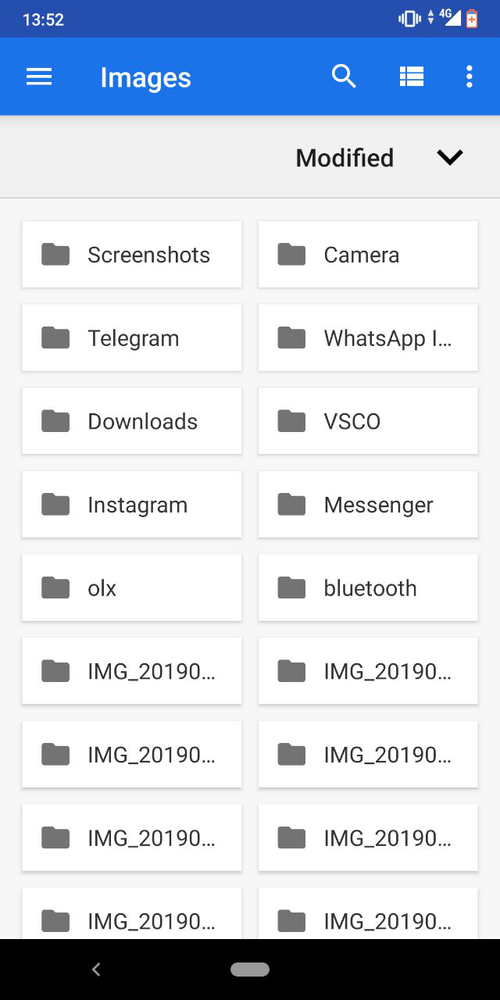 13:52
4G
Images
Modified
Screenshots
Camera
Telegram
WhatsApp I...
Downloads
VSCO
Instagram
Messenger
olx
bluetooth
IMG_20190...
IMG_20190...
IMG_20190...
IMG_20190...
IMG_20190...
IMG_20190...
IMG_20190...
IMG_20190...